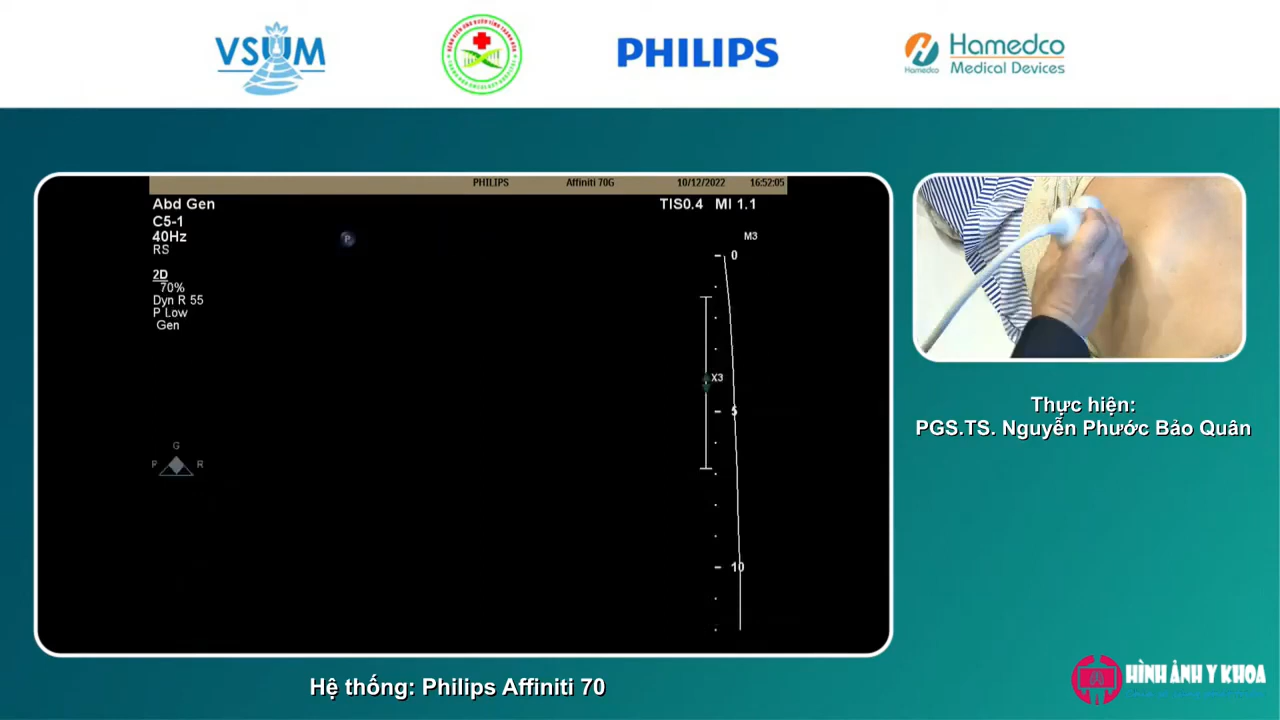 VSUM
PHILIPS
Hamedco
Hamedco
Medical Devices
PHILIPS Affiniti 70G 10/12/2022 16:52:05
Abd Gen
TIS0.4 MI 1.1
C5-1
40Hz
RS
P
M3
0
2D
70%
Dyn R 55
P Low
Gen
X3
5
G
P R
10
Thực hiện:
PGS.TS. Nguyễn Phước Bảo Quân
Hệ thống: Philips Affiniti 70
HÌNH ẢNH Y KHOA